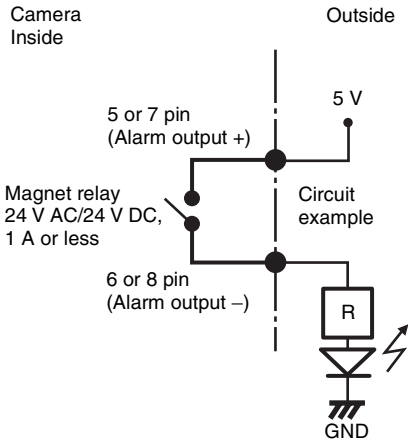 Camera
Inside
Outside
5 V
5 or 7 pin
(Alarm output +)
Magnet relay
24 V AC/24 V DC,
1 A or less
Circuit
example
6 or 8 pin
(Alarm output –)
R
GND